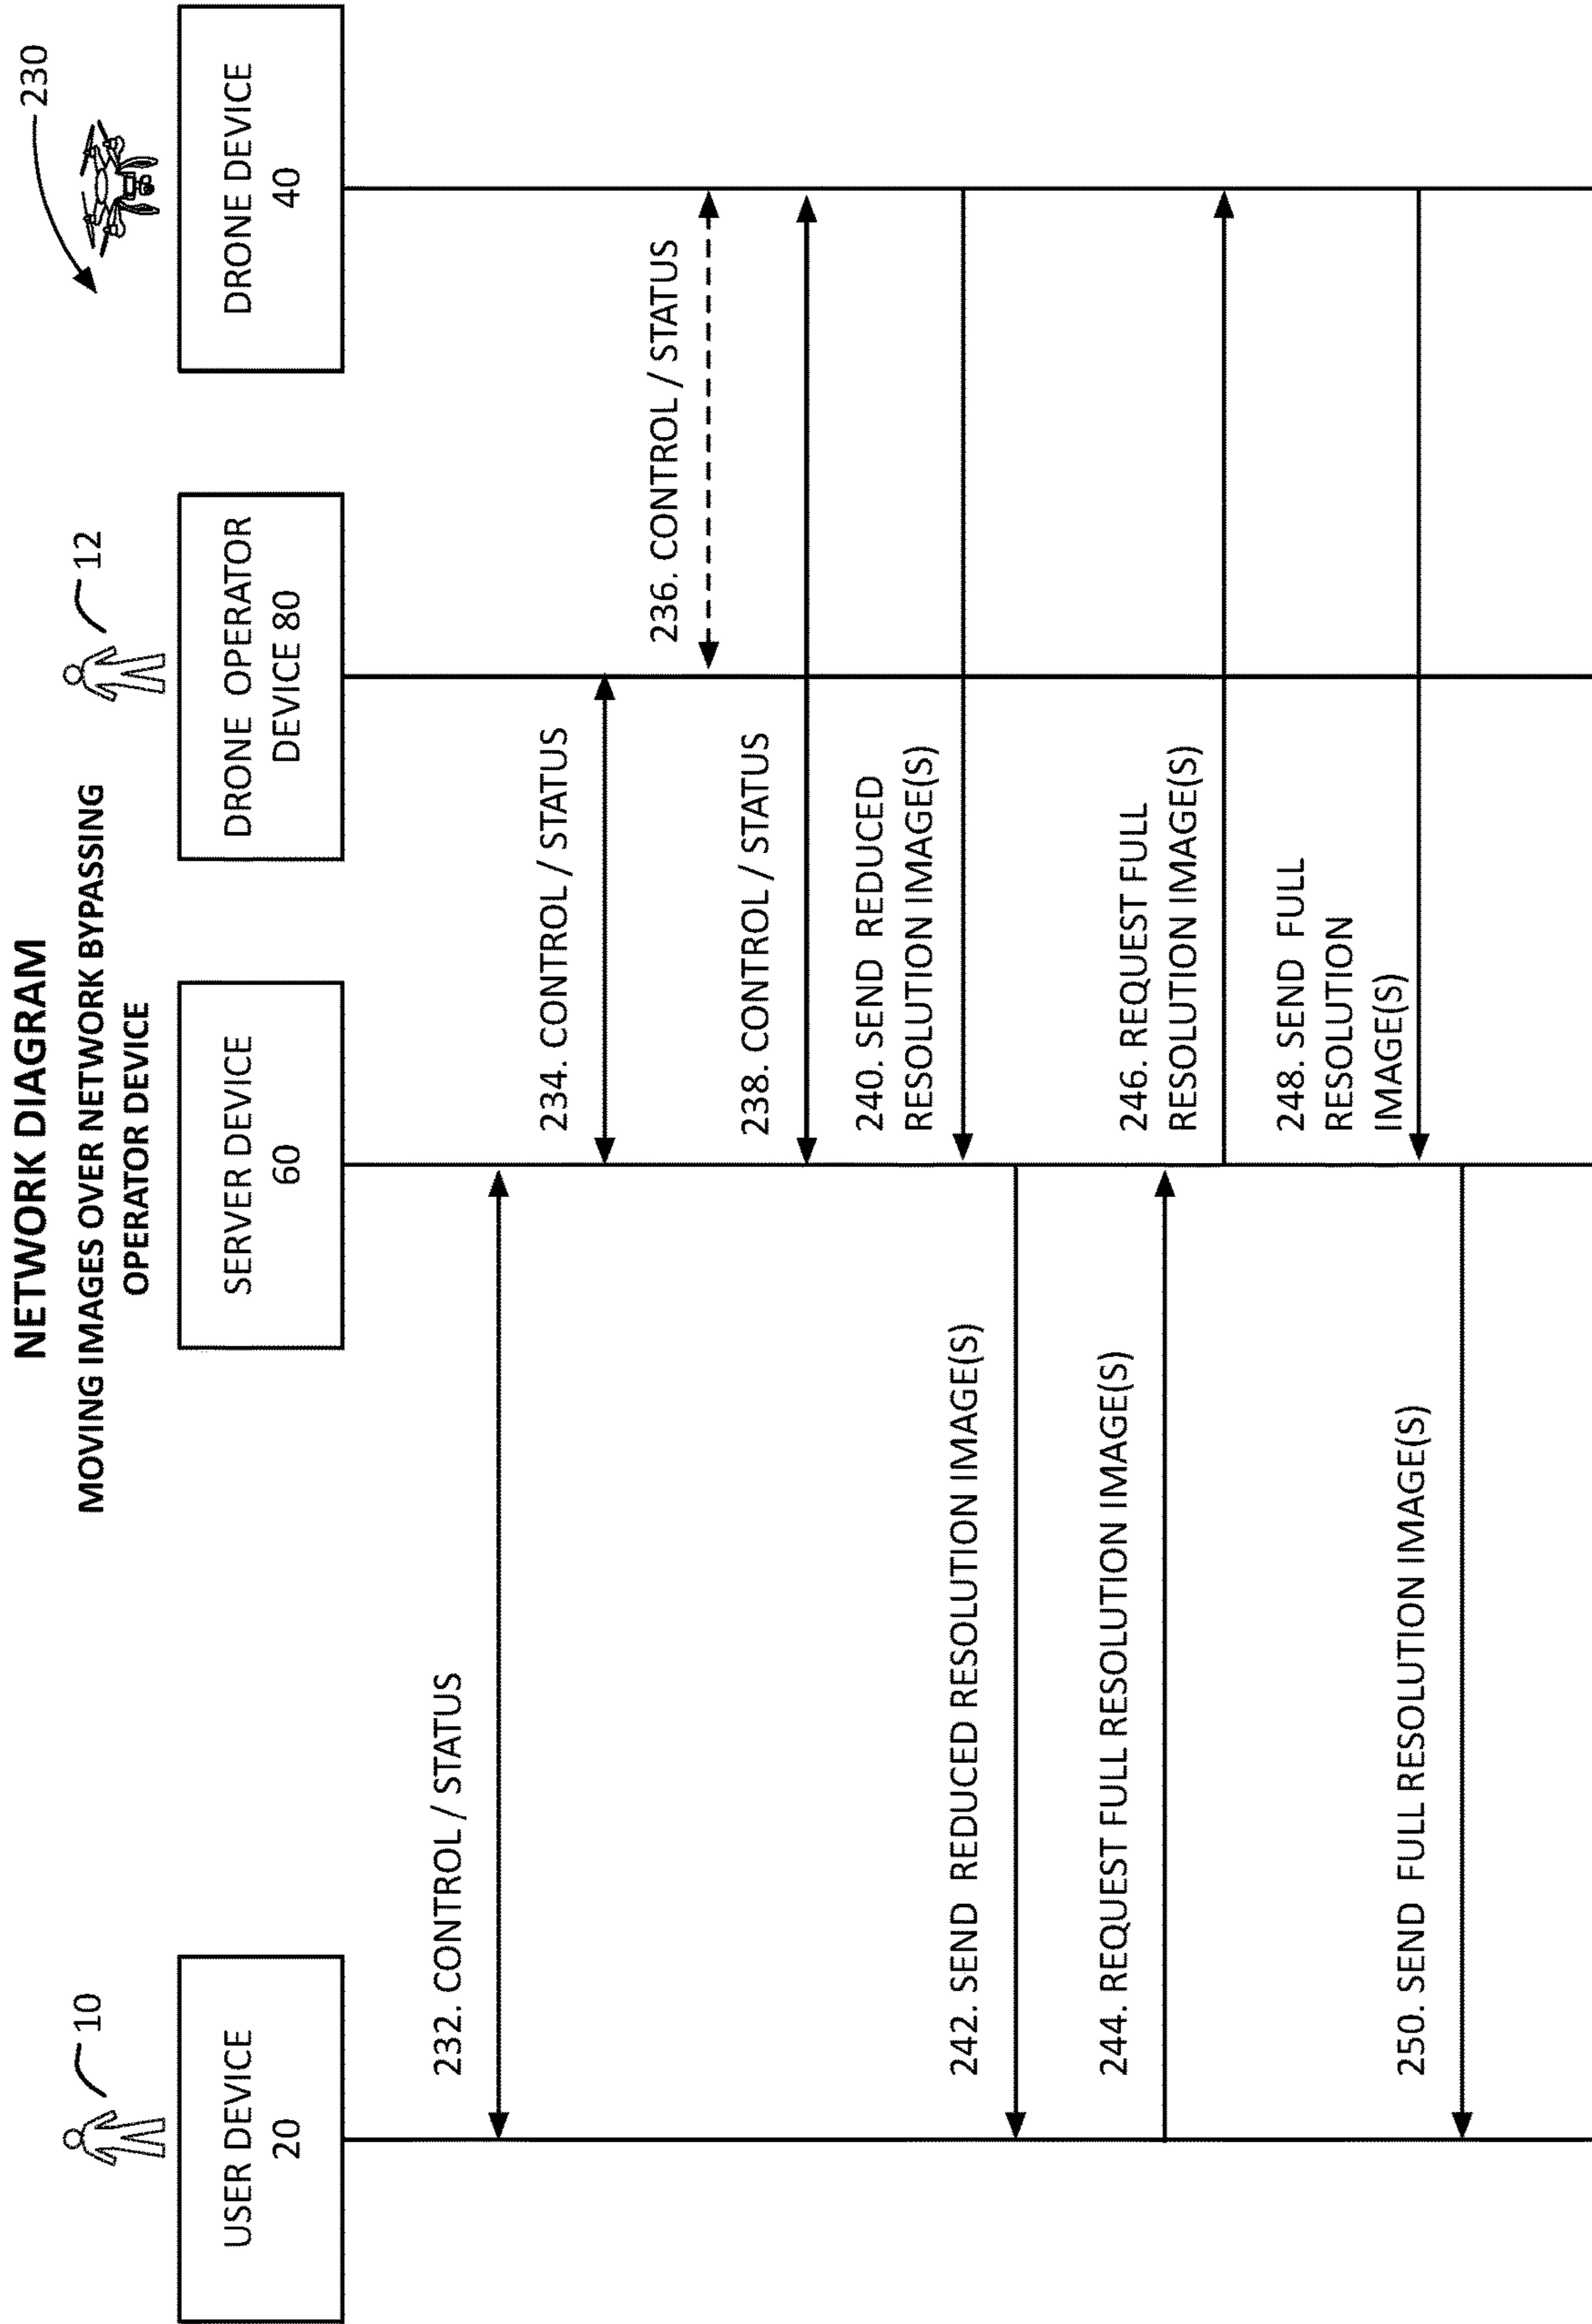 NETWORK DIAGRAM
MOVING IMAGES OVER NETWORK BYPASSING
OPERATOR DEVICE
10
12
230
USER DEVICE
20
SERVER DEVICE
60
DRONE OPERATOR
DEVICE 80
DRONE DEVICE
40
232. CONTROL / STATUS
234. CONTROL / STATUS
236. CONTROL / STATUS
238. CONTROL / STATUS
240. SEND REDUCED
RESOLUTION IMAGE(S)
242. SEND REDUCED RESOLUTION IMAGE(S)
244. REQUEST FULL RESOLUTION IMAGE(S)
246. REQUEST FULL
RESOLUTION IMAGE(S)
248. SEND FULL
RESOLUTION
IMAGE(S)
250. SEND FULL RESOLUTION IMAGE(S)